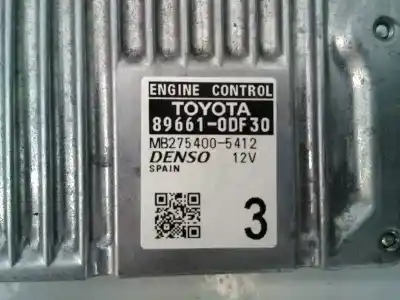 ENGINE CONTROL
TOYOTA
89661-0DF30
MB275400-5412
DENSO 12V
SPAIN
3